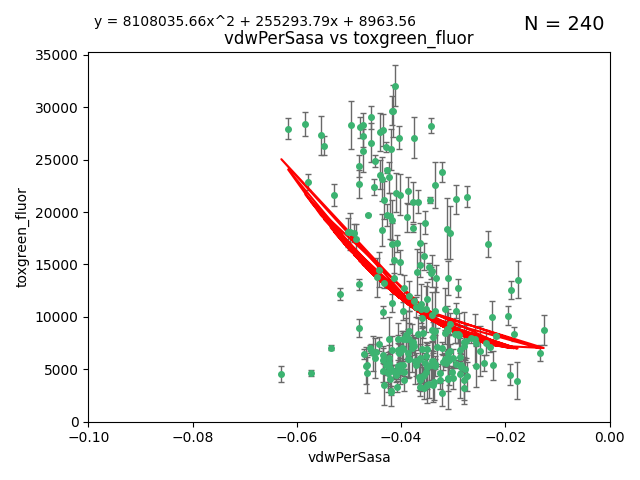 y = 8108035.66x^2 + 255293.79x + 8963.56
N = 240
vdwPerSasa vs toxgreen_fluor
35000
30000
25000
20000
15000
10000
5000
0
toxgreen_fluor
−0.10
−0.08
−0.06
−0.04
−0.02
0.00
vdwPerSasa